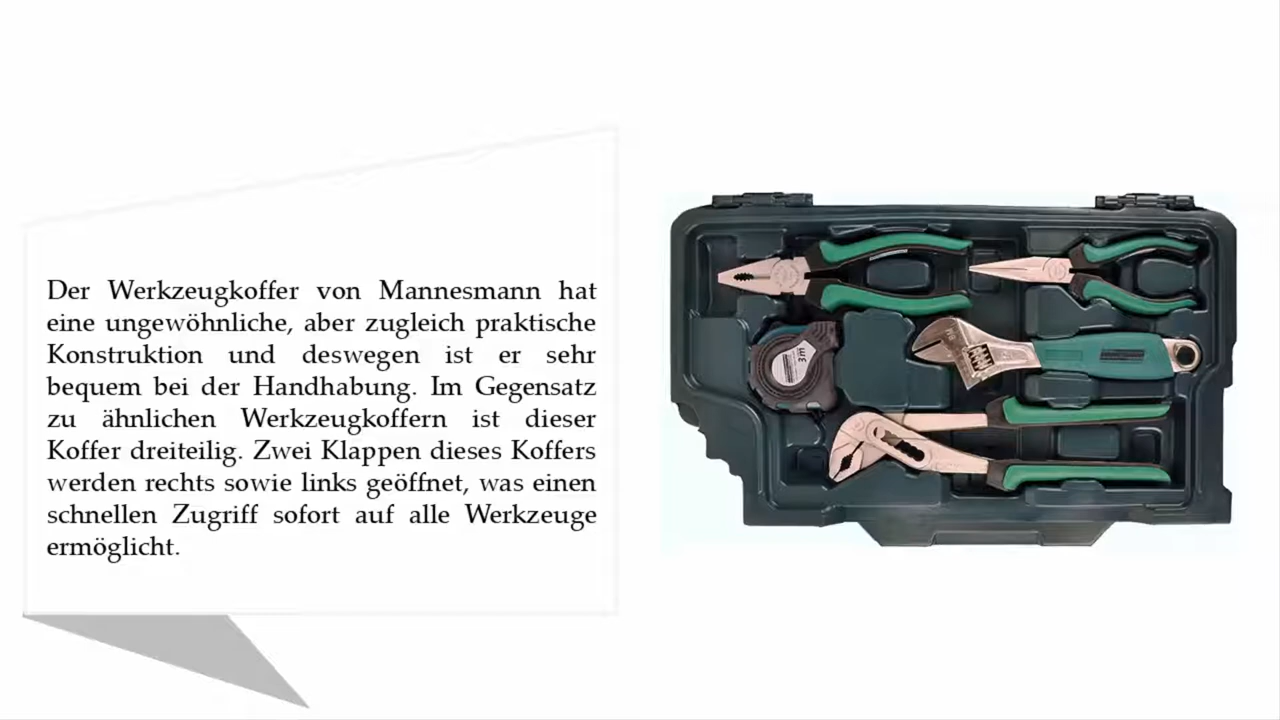 Der Werkzeugkoffer von Mannesmann hat
eine ungewöhnliche, aber zugleich praktische
Konstruktion und deswegen ist er sehr
bequem bei der Handhabung. Im Gegensatz
zu ähnlichen Werkzeugkoffern ist dieser
Koffer dreiteilig. Zwei Klappen dieses Koffers
werden rechts sowie links geöffnet, was einen
schnellen Zugriff sofort auf alle Werkzeuge
ermöglicht.